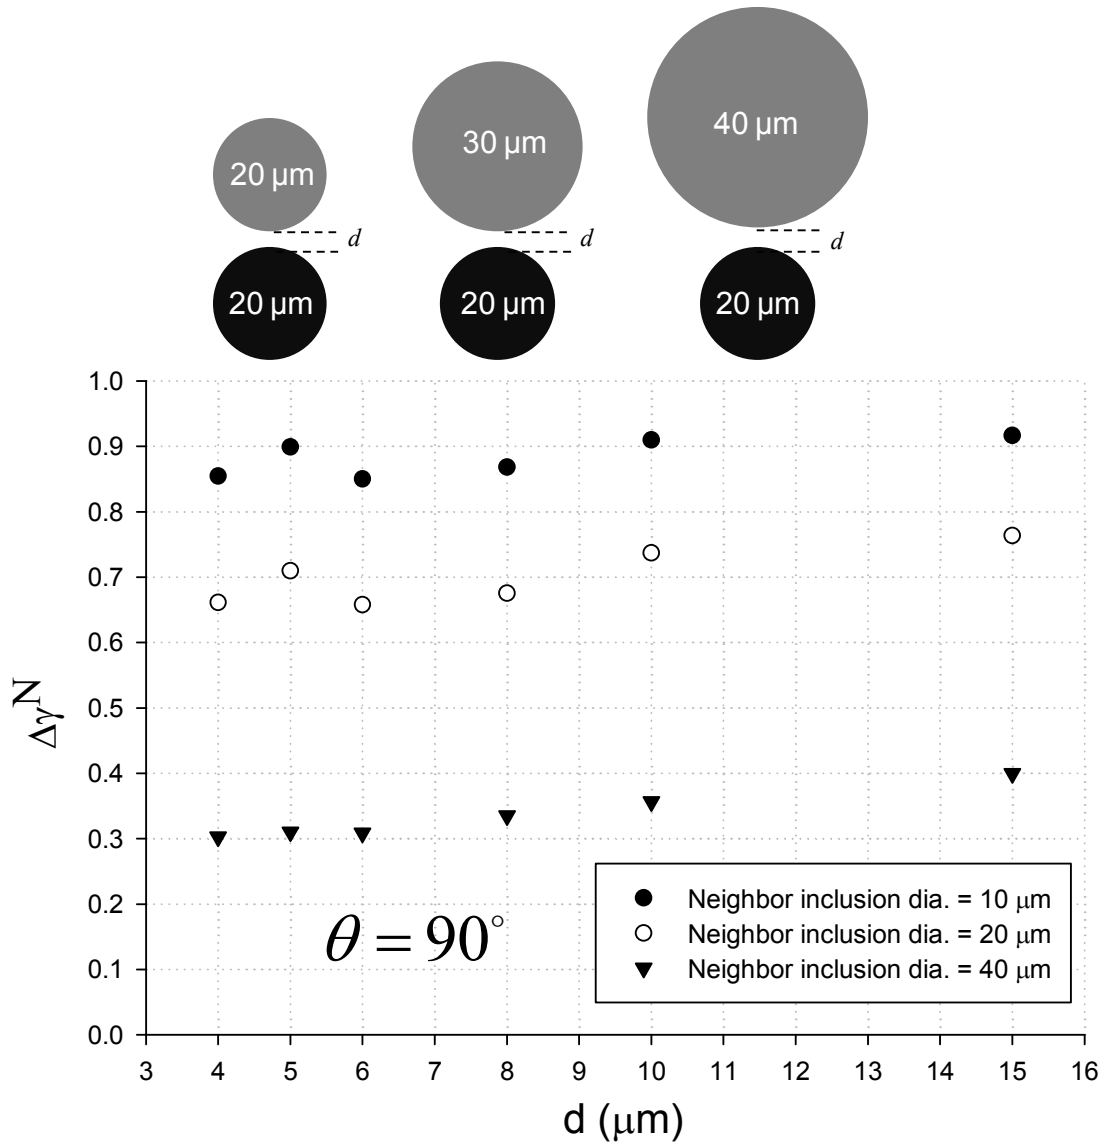 20 µm
30 µm
40 µm
d
d
d
20 µm
20 µm
20 µm
1.0
0.9
0.8
0.7
0.6
0.5
0.4
0.3
0.2
0.1
0.0
ΔγN
Neighbor inclusion dia. = 10 µm
Neighbor inclusion dia. = 20 µm
Neighbor inclusion dia. = 40 µm
θ = 90°
3 4 5 6 7 8 9 10 11 12 13 14 15 16
d (µm)